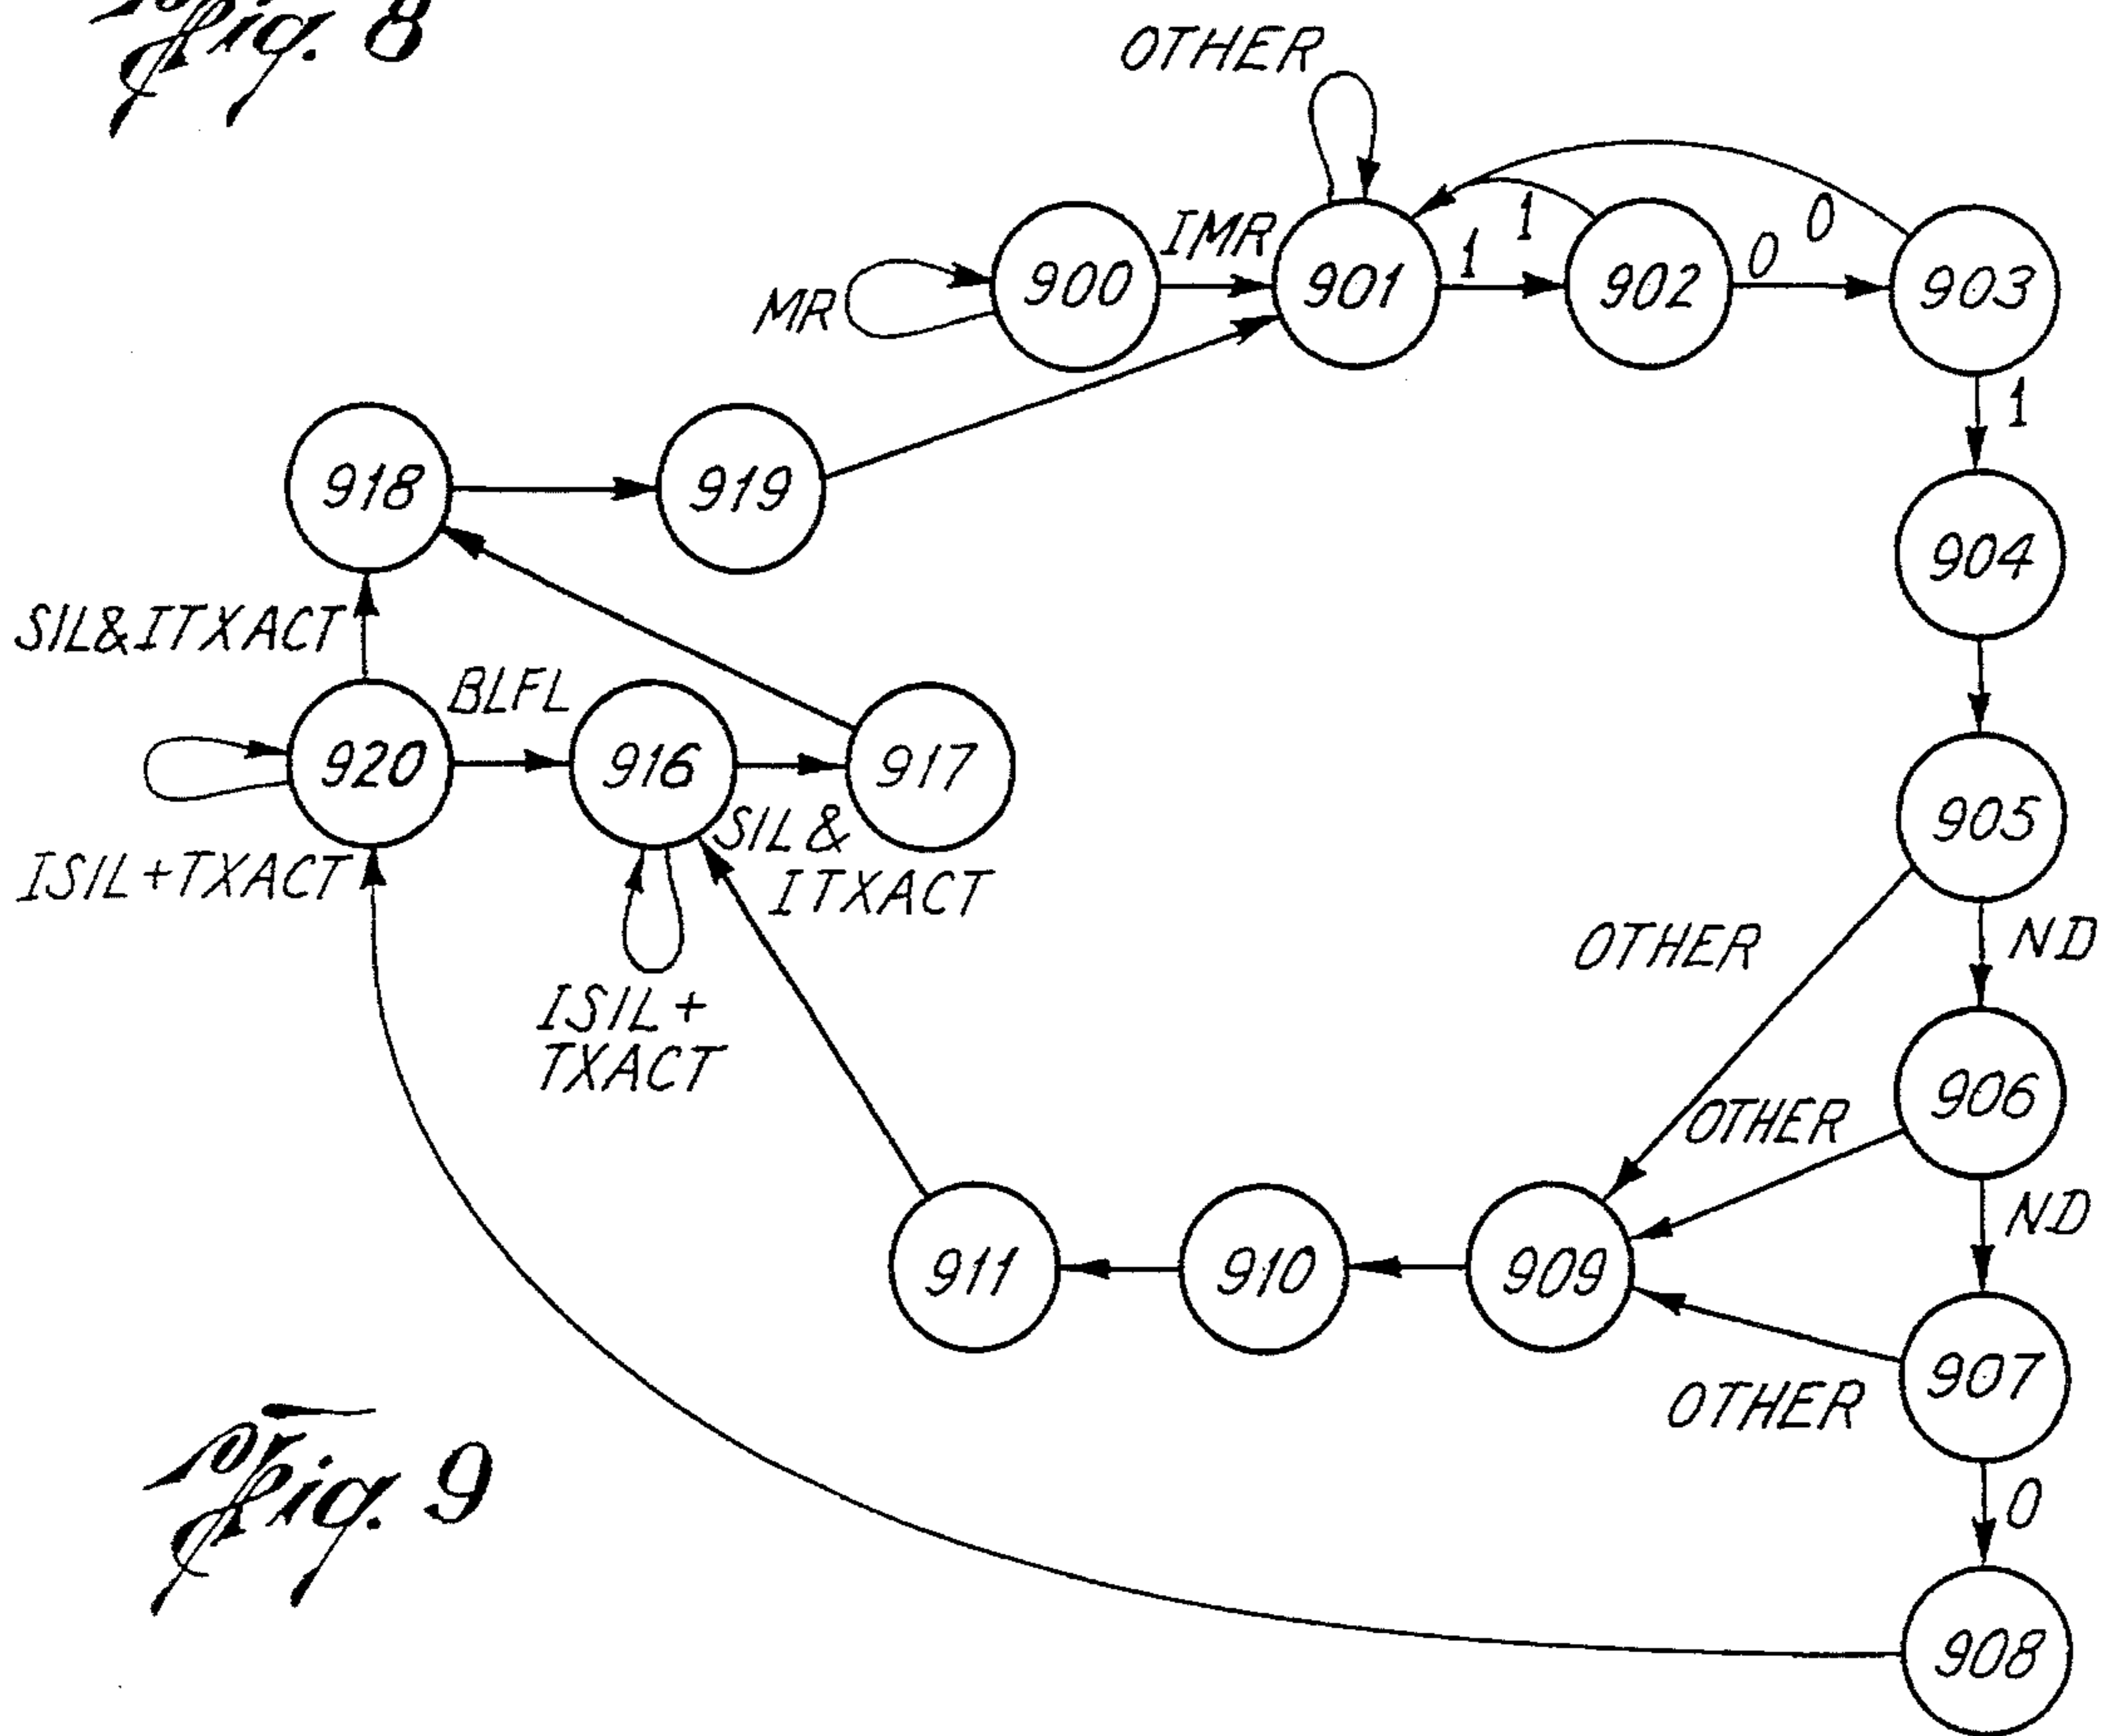 Fig. 8
OTHER
IMR
1
1
0
0
MR
900
901
902
903
1
918
919
904
SIL&ITXACT
BLFL
920
916
917
905
SIL&
ITXACT
ISIL+TXACT
OTHER
ND
ISIL+
TXACT
906
OTHER
ND
911
910
909
907
OTHER
0
Fig. 9
908